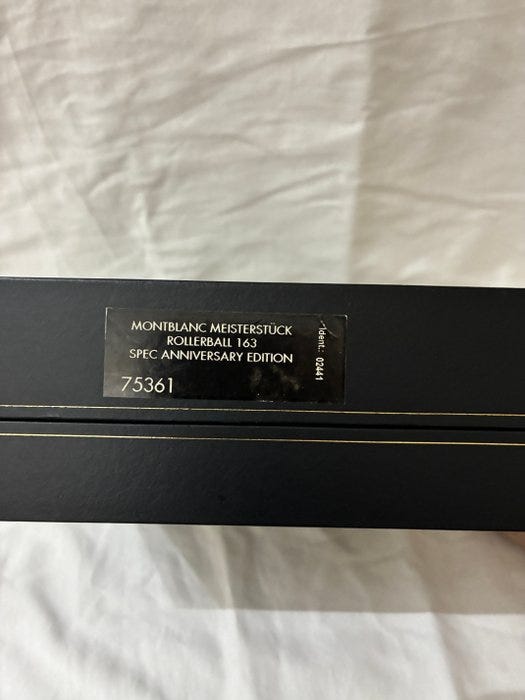 MONTBLANC MEISTERSTÜCK
ROLLERBALL 163
SPEC ANNIVERSARY EDITION
75361
Ident.: 02441